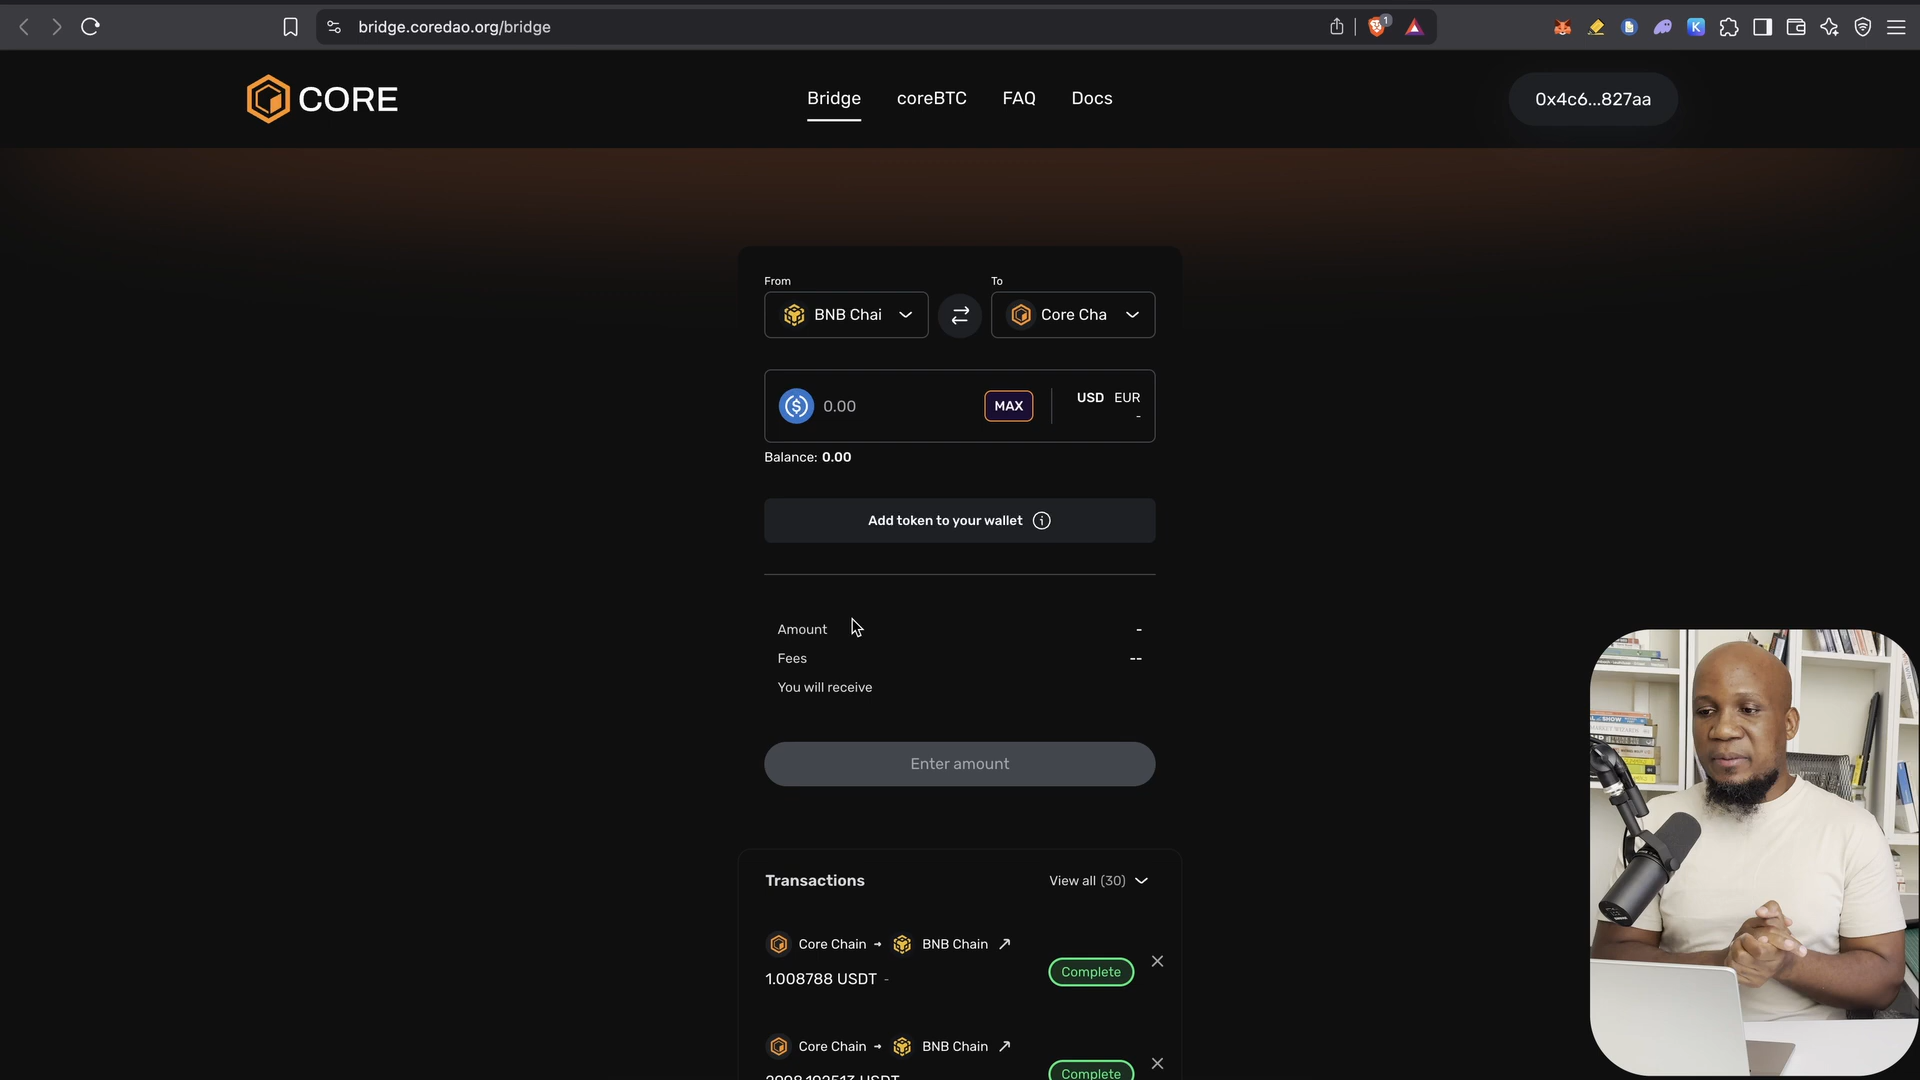 bridge.coredao.org/bridge
1
K
CORE
Bridge
coreBTC
FAQ
Docs
0x4c6...827aa
From
To
BNB Chai
Core Cha
0.00
MAX
USD EUR
-
Balance: 0.00
Add token to your wallet
Amount
-
Fees
--
You will receive
Enter amount
Transactions
View all (30)
Core Chain → BNB Chain ↗
1.008788 USDT -
Complete
Core Chain → BNB Chain ↗
Complete